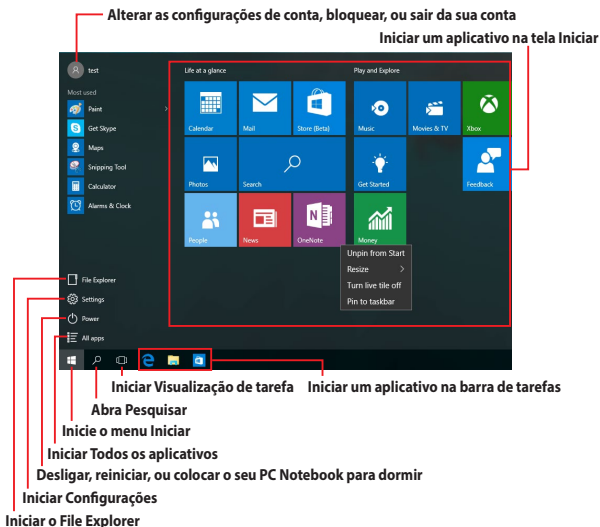 Alterar as configurações de conta, bloquear, ou sair da sua conta
Iniciar um aplicativo na tela Iniciar
test
Most used
Paint
Get Skype
Maps
Snipping Tool
Calculator
Alarms & Clock
File Explorer
Settings
Power
All apps
Life at a glance
Play and Explore
Calendar
Mail
Store (Beta)
Music
Movies & TV
Xbox
Photos
Search
Get Started
Feedback
People
News
OneNote
Money
Unpin from Start
Resize
Turn live tile off
Pin to taskbar
Iniciar Visualização de tarefa
Iniciar um aplicativo na barra de tarefas
Abra Pesquisar
Inicie o menu Iniciar
Iniciar Todos os aplicativos
Desligar, reiniciar, ou colocar o seu PC Notebook para dormir
Iniciar Configurações
Iniciar o File Explorer